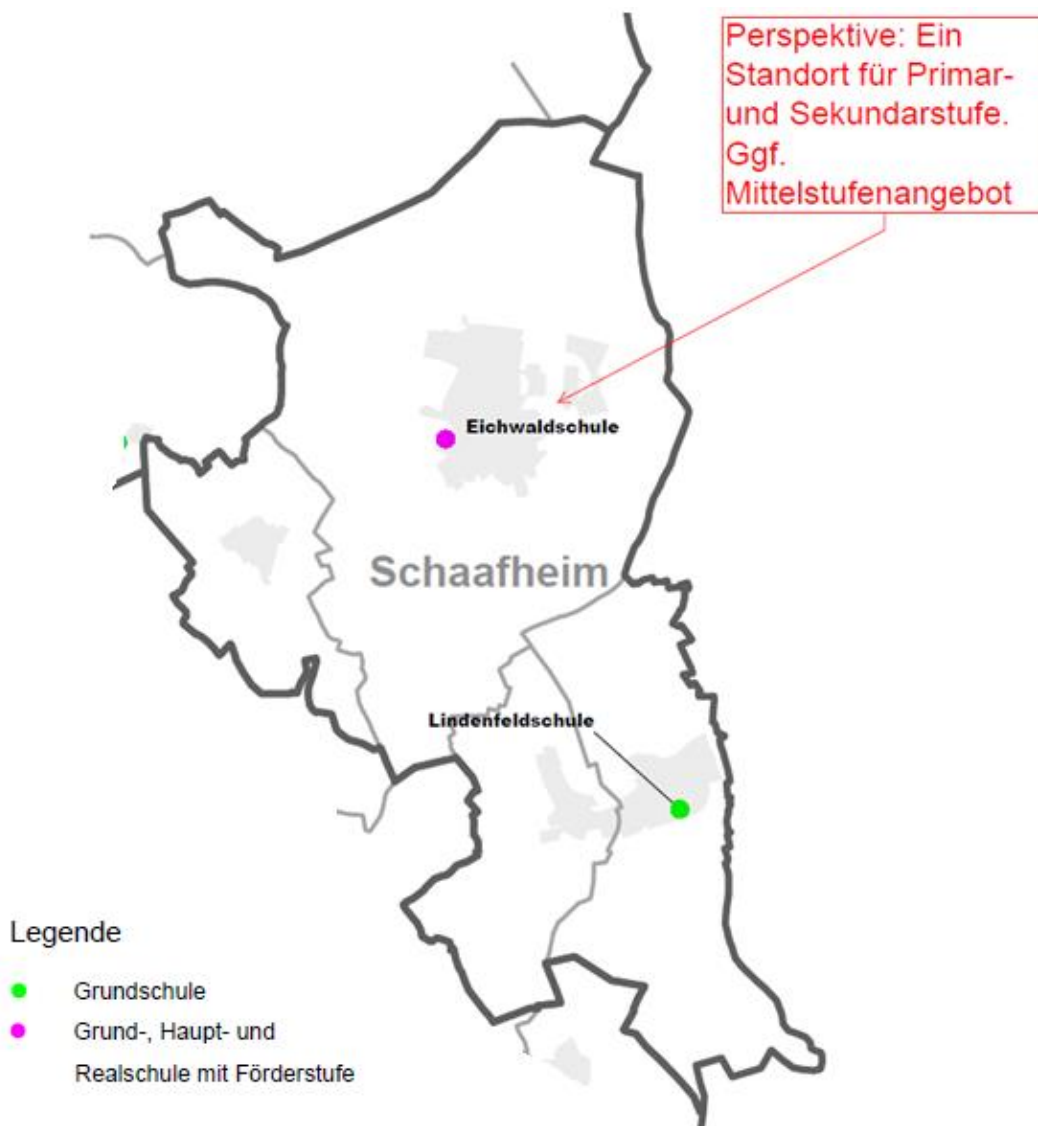 Perspektive: Ein
Standort für Primar-
und Sekundarstufe.
Ggf.
Mittelstufenangebot
Eichwaldschule
Schaafheim
Lindenfeldschule
Legende
Grundschule
Grund-, Haupt- und
Realschule mit Förderstufe